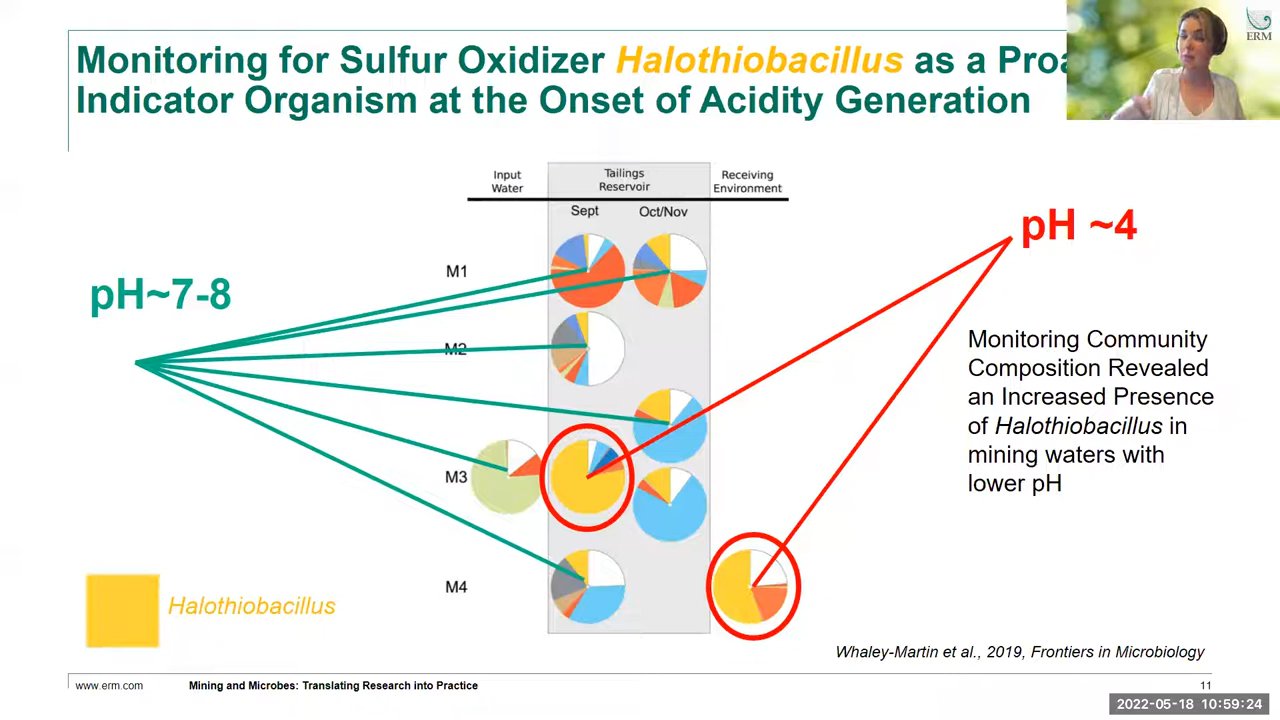 Monitoring for Sulfur Oxidizer Halothiobacillus as a
Indicator Organism at the Onset of Acidity Generation
ERM
Input
Water
Tailings
Reservoir
Receiving
Environment
Sept
Oct/Nov
pH ~4
M1
pH~7-8
M2
Monitoring Community
Composition Revealed
an Increased Presence
of Halothiobacillus in
mining waters with
lower pH
M3
M4
Halothiobacillus
Whaley-Martin et al., 2019, Frontiers in Microbiology
www.erm.com
Mining and Microbes: Translating Research into Practice
11
2022-05-18 10:59:24